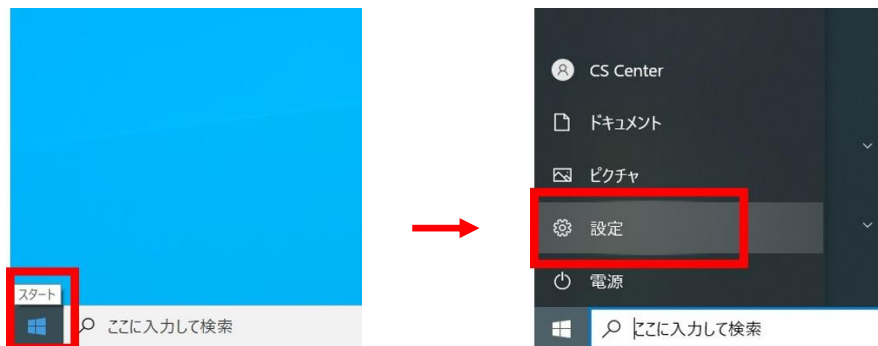 スタート
ここに入力して検索
CS Center
ドキュメント
ピクチャ
設定
電源
ここに入力して検索